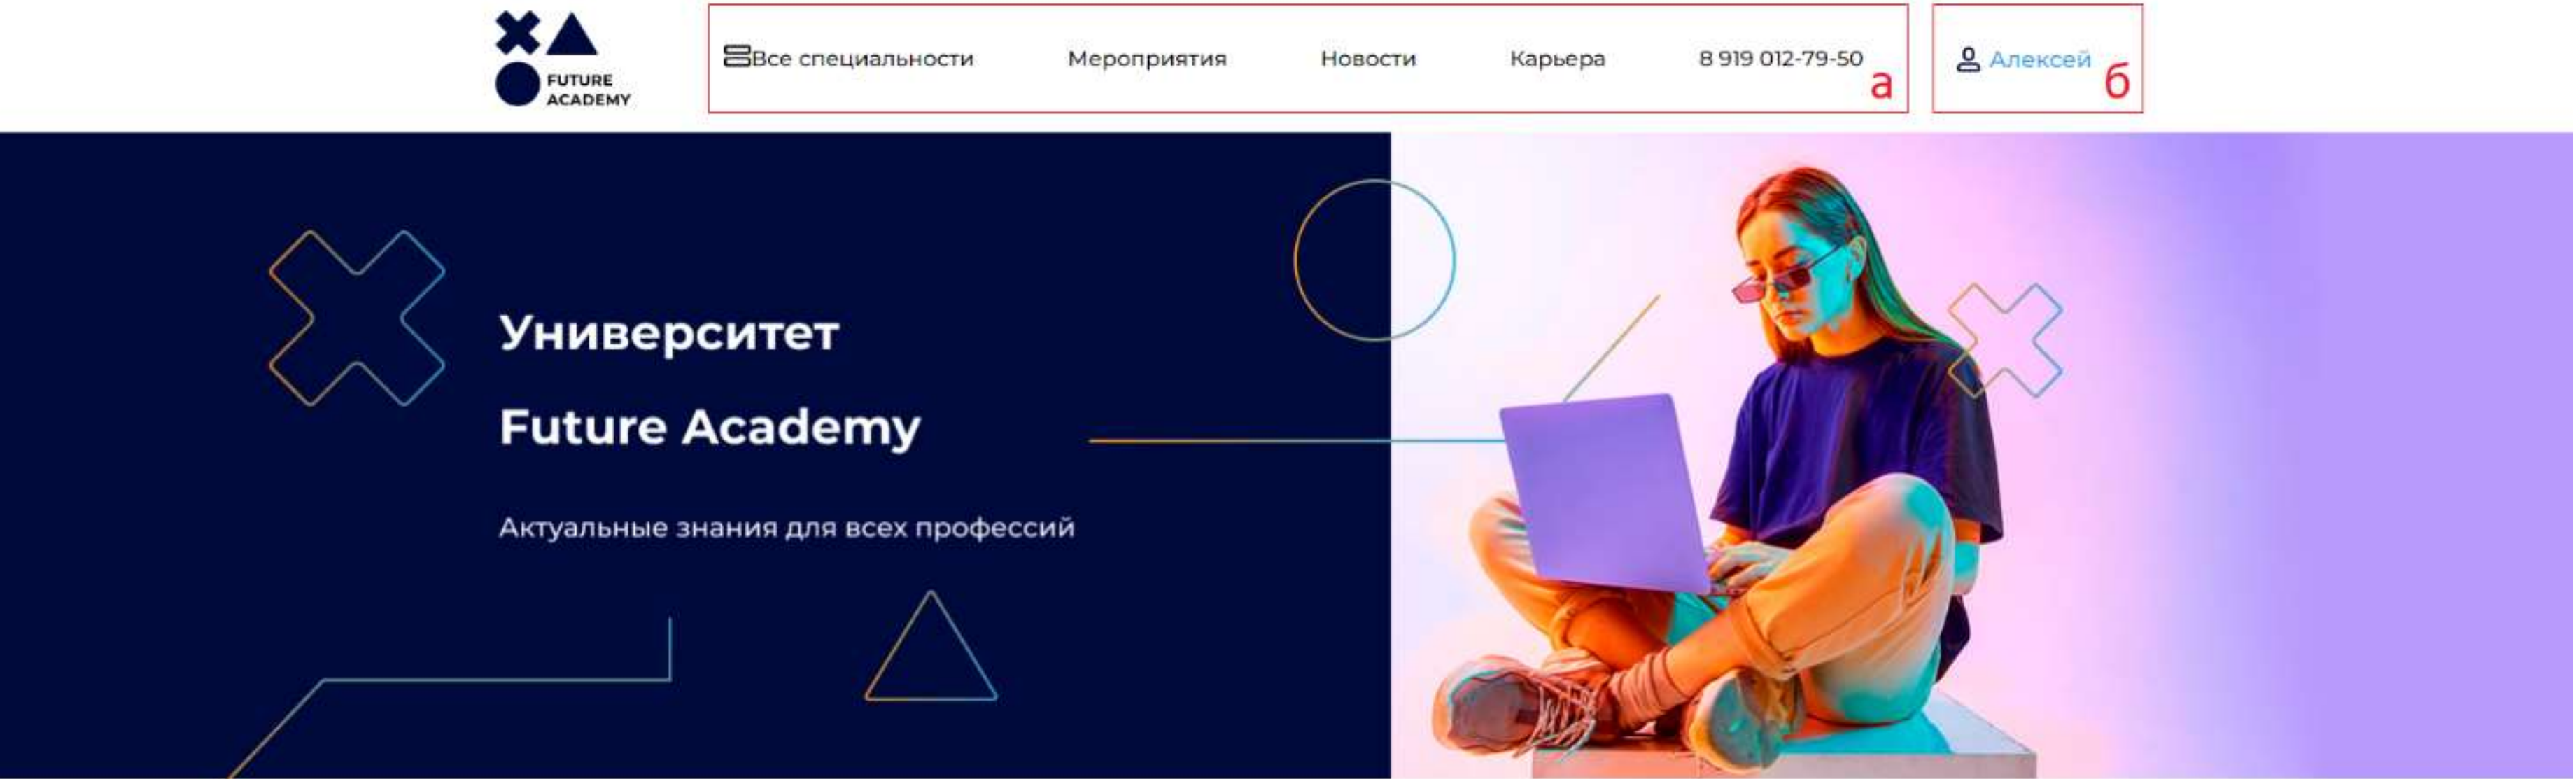 FUTURE
ACADEMY
Все специальности Мероприятия Новости Карьера 8 919 012-79-50 а Алексей б
Университет
Future Academy
Актуальные знания для всех профессий